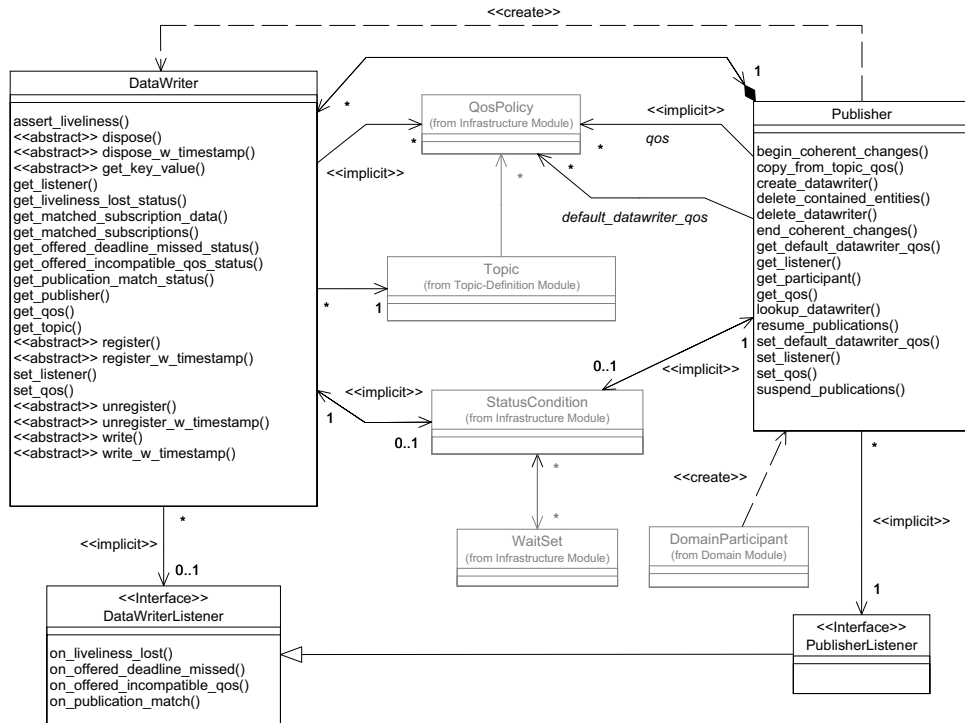 <<create>>
DataWriter
assert_liveliness()
<<abstract>> dispose()
<<abstract>> dispose_w_timestamp()
<<abstract>> get_key_value()
get_listener()
get_liveliness_lost_status()
get_matched_subscription_data()
get_matched_subscriptions()
get_offered_deadline_missed_status()
get_offered_incompatible_qos_status()
get_publication_match_status()
get_publisher()
get_qos()
get_topic()
<<abstract>> register()
<<abstract>> register_w_timestamp()
set_listener()
set_qos()
<<abstract>> unregister()
<<abstract>> unregister_w_timestamp()
<<abstract>> write()
<<abstract>> write_w_timestamp()
*
1
QosPolicy
(from Infrastructure Module)
*
*
*
*
<<implicit>>
<<implicit>>
qos
default_datawriter_qos
Publisher
begin_coherent_changes()
copy_from_topic_qos()
create_datawriter()
delete_contained_entities()
delete_datawriter()
end_coherent_changes()
get_default_datawriter_qos()
get_listener()
get_participant()
get_qos()
lookup_datawriter()
resume_publications()
set_default_datawriter_qos()
set_listener()
set_qos()
suspend_publications()
Topic
(from Topic-Definition Module)
*
1
1
0..1
<<implicit>>
<<implicit>>
1
0..1
StatusCondition
(from Infrastructure Module)
*
*
WaitSet
(from Infrastructure Module)
<<create>>
DomainParticipant
(from Domain Module)
*
<<implicit>>
1
*
<<implicit>>
0..1
<<Interface>>
DataWriterListener
on_liveliness_lost()
on_offered_deadline_missed()
on_offered_incompatible_qos()
on_publication_match()
<<Interface>>
PublisherListener